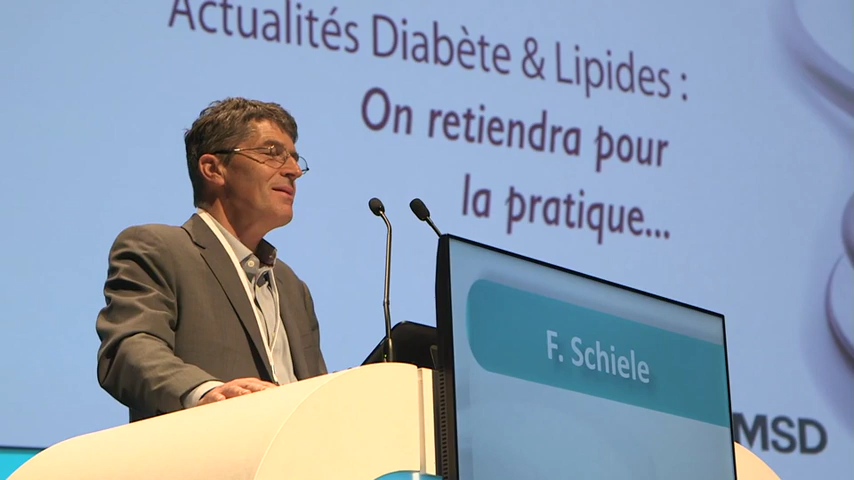 Actualités Diabète & Lipides :
On retiendra pour
la pratique...
F. Schiele
MSD